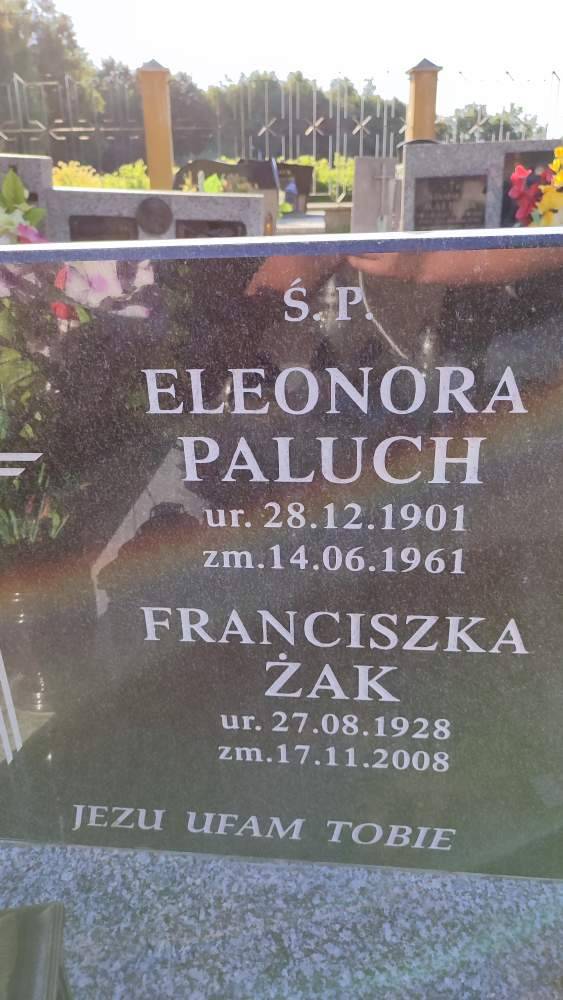 Ś. P.
ELEONORA
PALUCH
ur. 28.12.1901
zm.14.06.1961
FRANCISZKA
ŻAK
ur. 27.08.1928
zm.17.11.2008
JEZU UFAM TOBIE